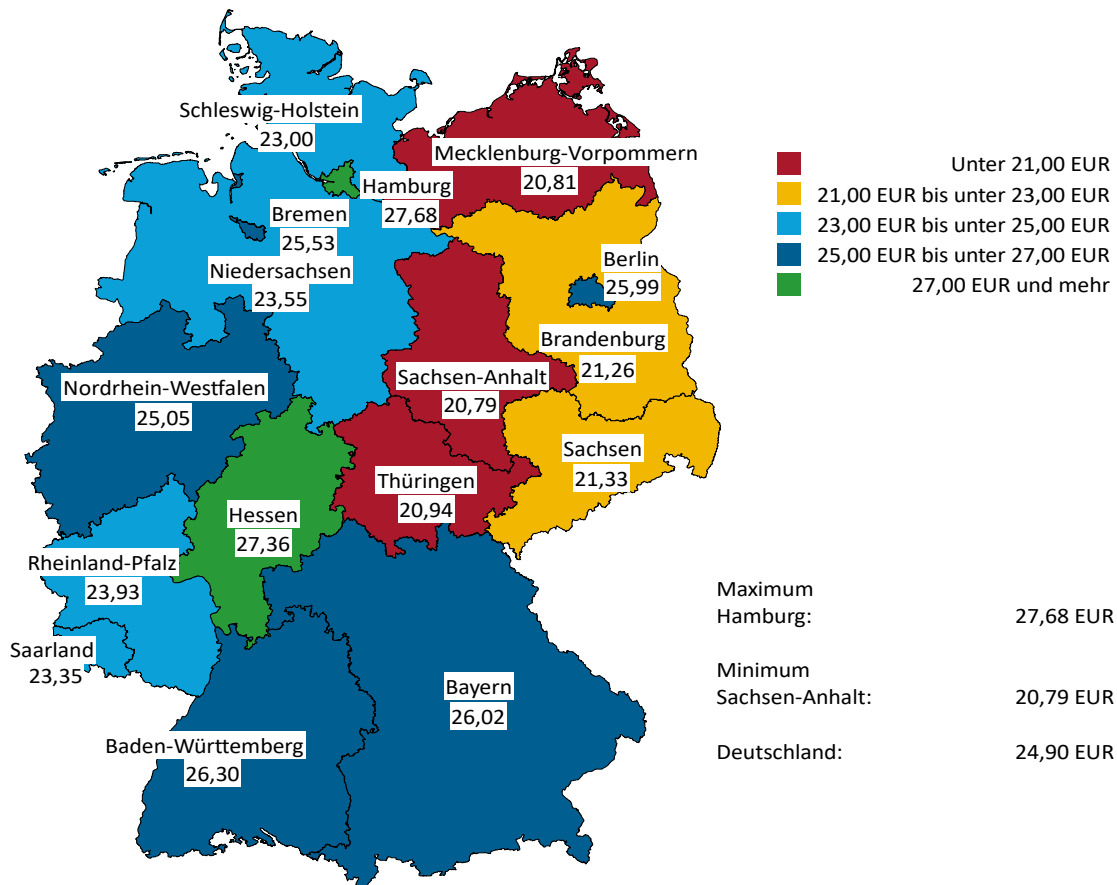 Schleswig-Holstein
23,00
Mecklenburg-Vorpommern
20,81
Hamburg
27,68
Bremen
25,53
Niedersachsen
23,55
Berlin
25,99
Brandenburg
21,26
Sachsen-Anhalt
20,79
Nordrhein-Westfalen
25,05
Sachsen
21,33
Thüringen
20,94
Hessen
27,36
Rheinland-Pfalz
23,93
Saarland
23,35
Bayern
26,02
Baden-Württemberg
26,30
Unter 21,00 EUR
21,00 EUR bis unter 23,00 EUR
23,00 EUR bis unter 25,00 EUR
25,00 EUR bis unter 27,00 EUR
27,00 EUR und mehr
Maximum
Hamburg: 27,68 EUR
Minimum
Sachsen-Anhalt: 20,79 EUR
Deutschland: 24,90 EUR